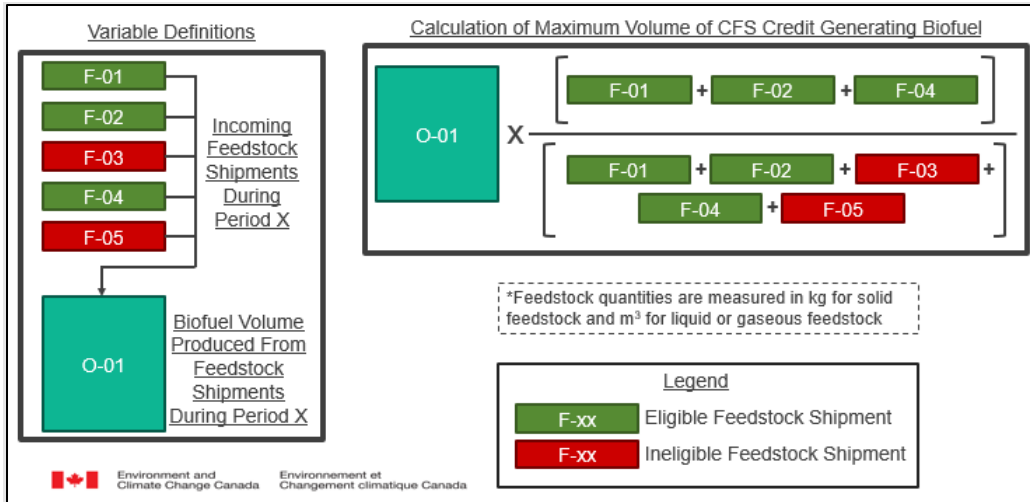 Variable Definitions
F-01
F-02
F-03
F-04
F-05
Incoming
Feedstock
Shipments
During
Period X
O-01
Biofuel Volume
Produced From
Feedstock
Shipments
During Period X
Calculation of Maximum Volume of CFS Credit Generating Biofuel
O-01 X [ F-01 + F-02 + F-04 ]
[ F-01 + F-02 + F-03 +
F-04 + F-05 ]
*Feedstock quantities are measured in kg for solid
feedstock and m³ for liquid or gaseous feedstock
Legend
F-xx Eligible Feedstock Shipment
F-xx Ineligible Feedstock Shipment
Environment and Environnement et
Climate Change Canada Changement climatique Canada